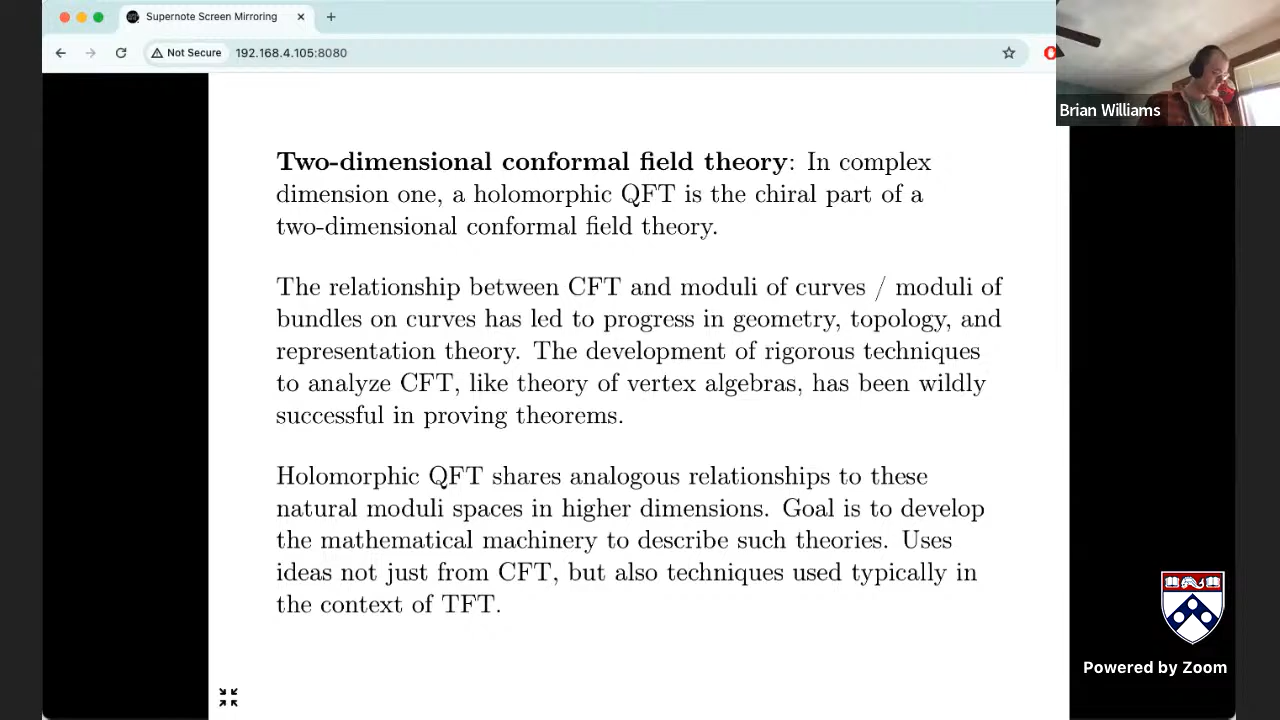 Supernote Screen Mirroring
Not Secure
192.168.4.105:8080
Brian Williams
Two-dimensional conformal field theory: In complex
dimension one, a holomorphic QFT is the chiral part of a
two-dimensional conformal field theory.
The relationship between CFT and moduli of curves / moduli of
bundles on curves has led to progress in geometry, topology, and
representation theory. The development of rigorous techniques
to analyze CFT, like theory of vertex algebras, has been wildly
successful in proving theorems.
Holomorphic QFT shares analogous relationships to these
natural moduli spaces in higher dimensions. Goal is to develop
the mathematical machinery to describe such theories. Uses
ideas not just from CFT, but also techniques used typically in
the context of TFT.
Powered by Zoom